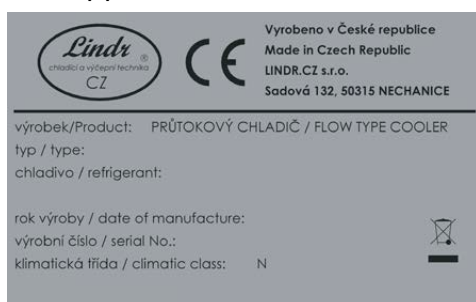 Lindr ®
chladící a výčepní technika
CZ
CE
Vyrobeno v České republice
Made in Czech Republic
LINDR.CZ s.r.o.
Sadová 132, 50315 NECHANICE
výrobek/Product: PRŮTOKOVÝ CHLADIČ / FLOW TYPE COOLER
typ / type:
chladivo / refrigerant:
rok výroby / date of manufacture:
výrobní číslo / serial No.:
klimatická třída / climatic class: N